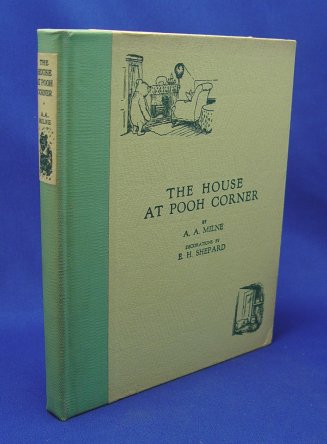 THE
HOUSE
AT POOH
CORNER
A. A.
MILNE
THE HOUSE
AT POOH CORNER
BY
A. A. MILNE
DECORATIONS BY
E. H. SHEPARD